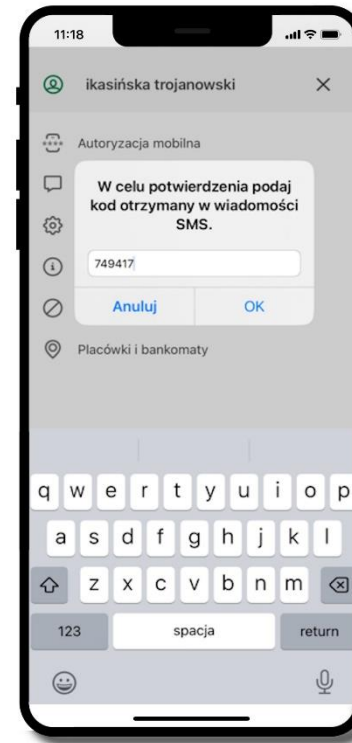 11:18
ikasińska trojanowski
Autoryzacja mobilna
W celu potwierdzenia podaj
kod otrzymany w wiadomości
SMS.
749417
Anuluj OK
Placówki i bankomaty
q w e r t y u i o p
a s d f g h j k l
z x c v b n m
123 spacja return